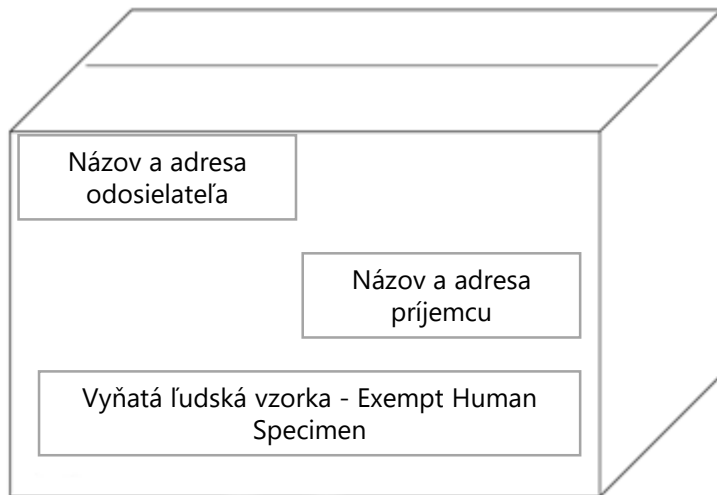 Názov a adresa
odosielateľa
Názov a adresa
príjemcu
Vyňatá ľudská vzorka - Exempt Human
Specimen